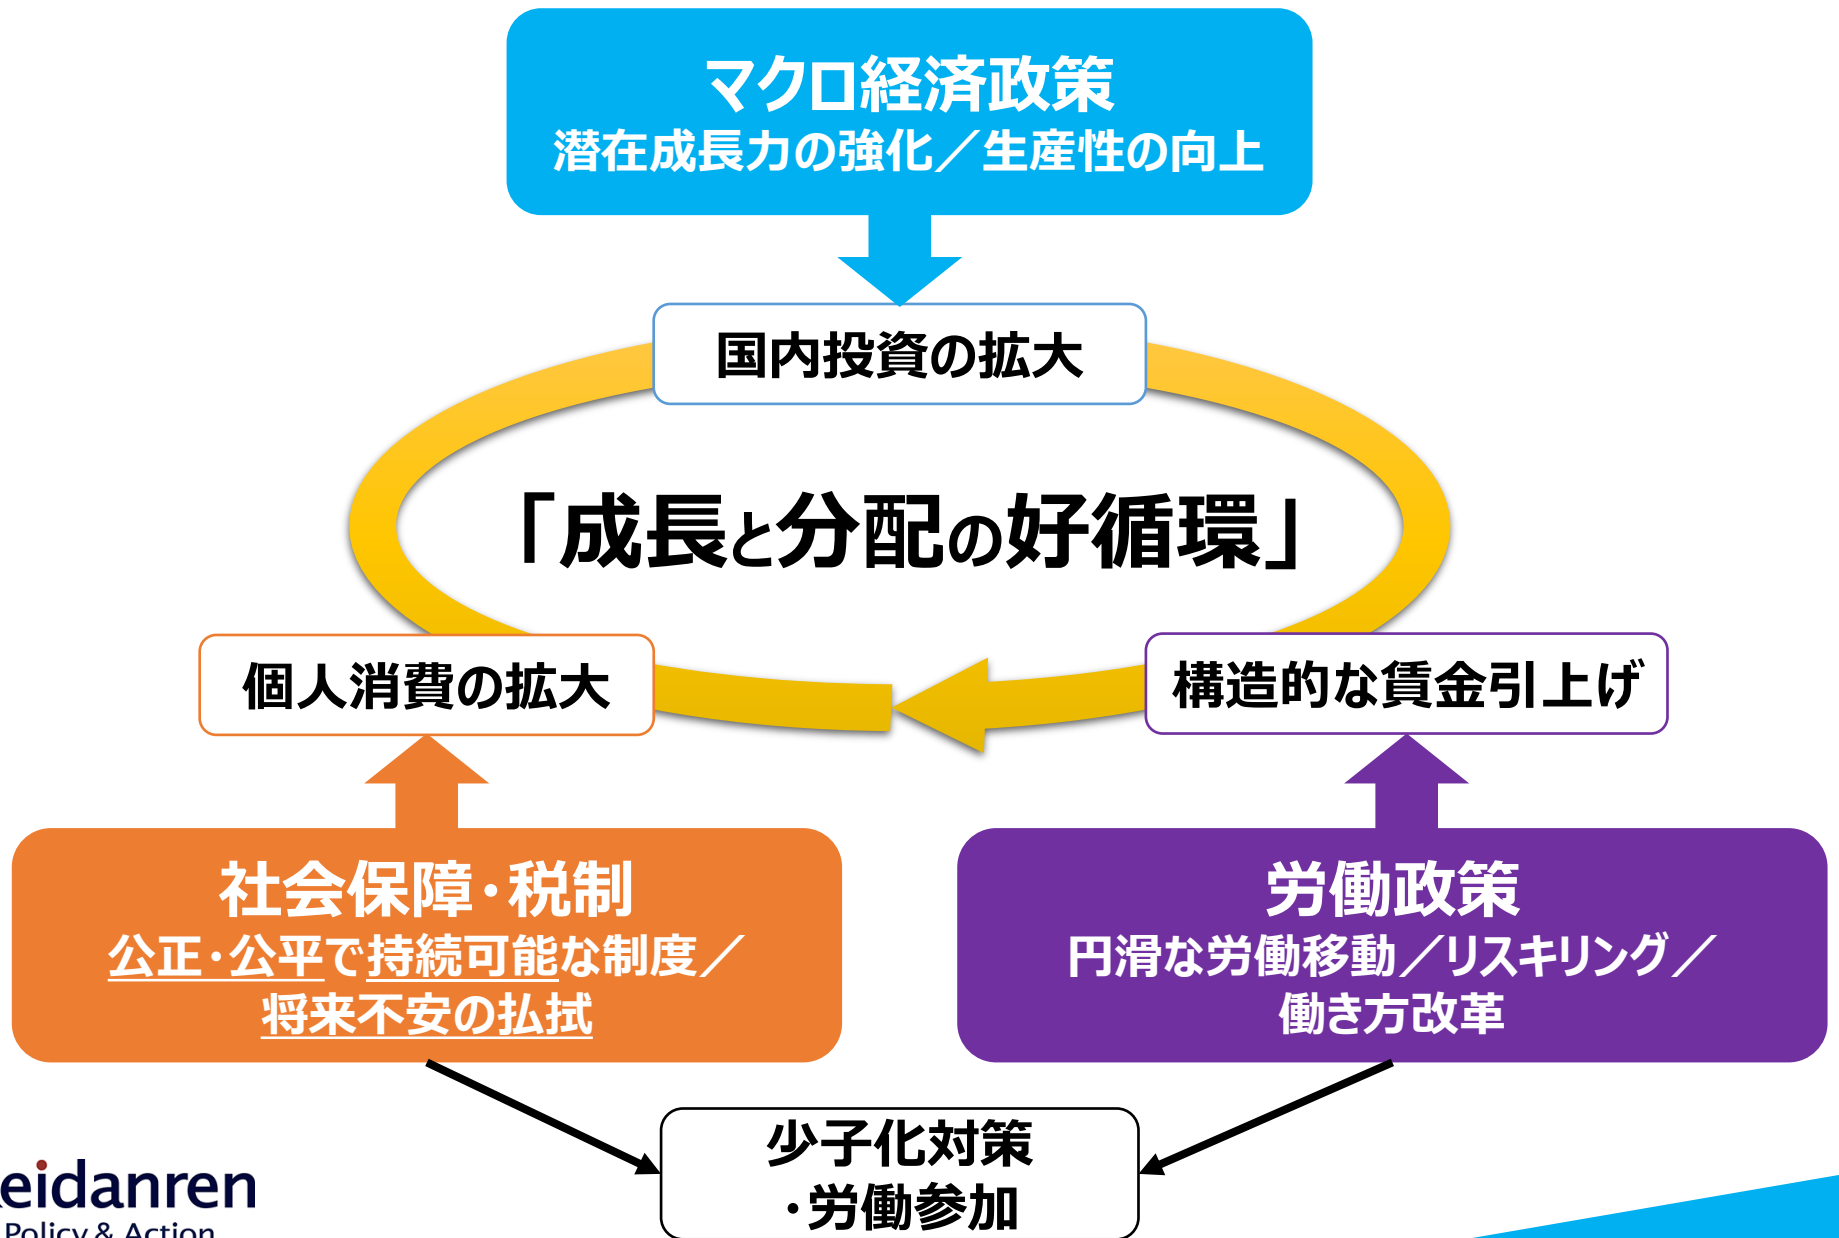 マクロ経済政策
潜在成長力の強化／生産性の向上
国内投資の拡大
「成長と分配の好循環」
個人消費の拡大
構造的な賃金引上げ
社会保障・税制
公正・公平で持続可能な制度／
将来不安の払拭
労働政策
円滑な労働移動／リスキリング／
働き方改革
少子化対策
・労働参加
eidanren
Policy & Action